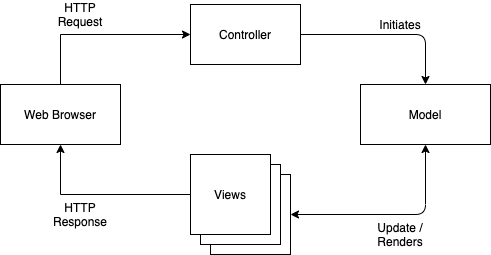 HTTP
Request
Controller
Initiates
Web Browser
Model
Views
HTTP
Response
Update /
Renders